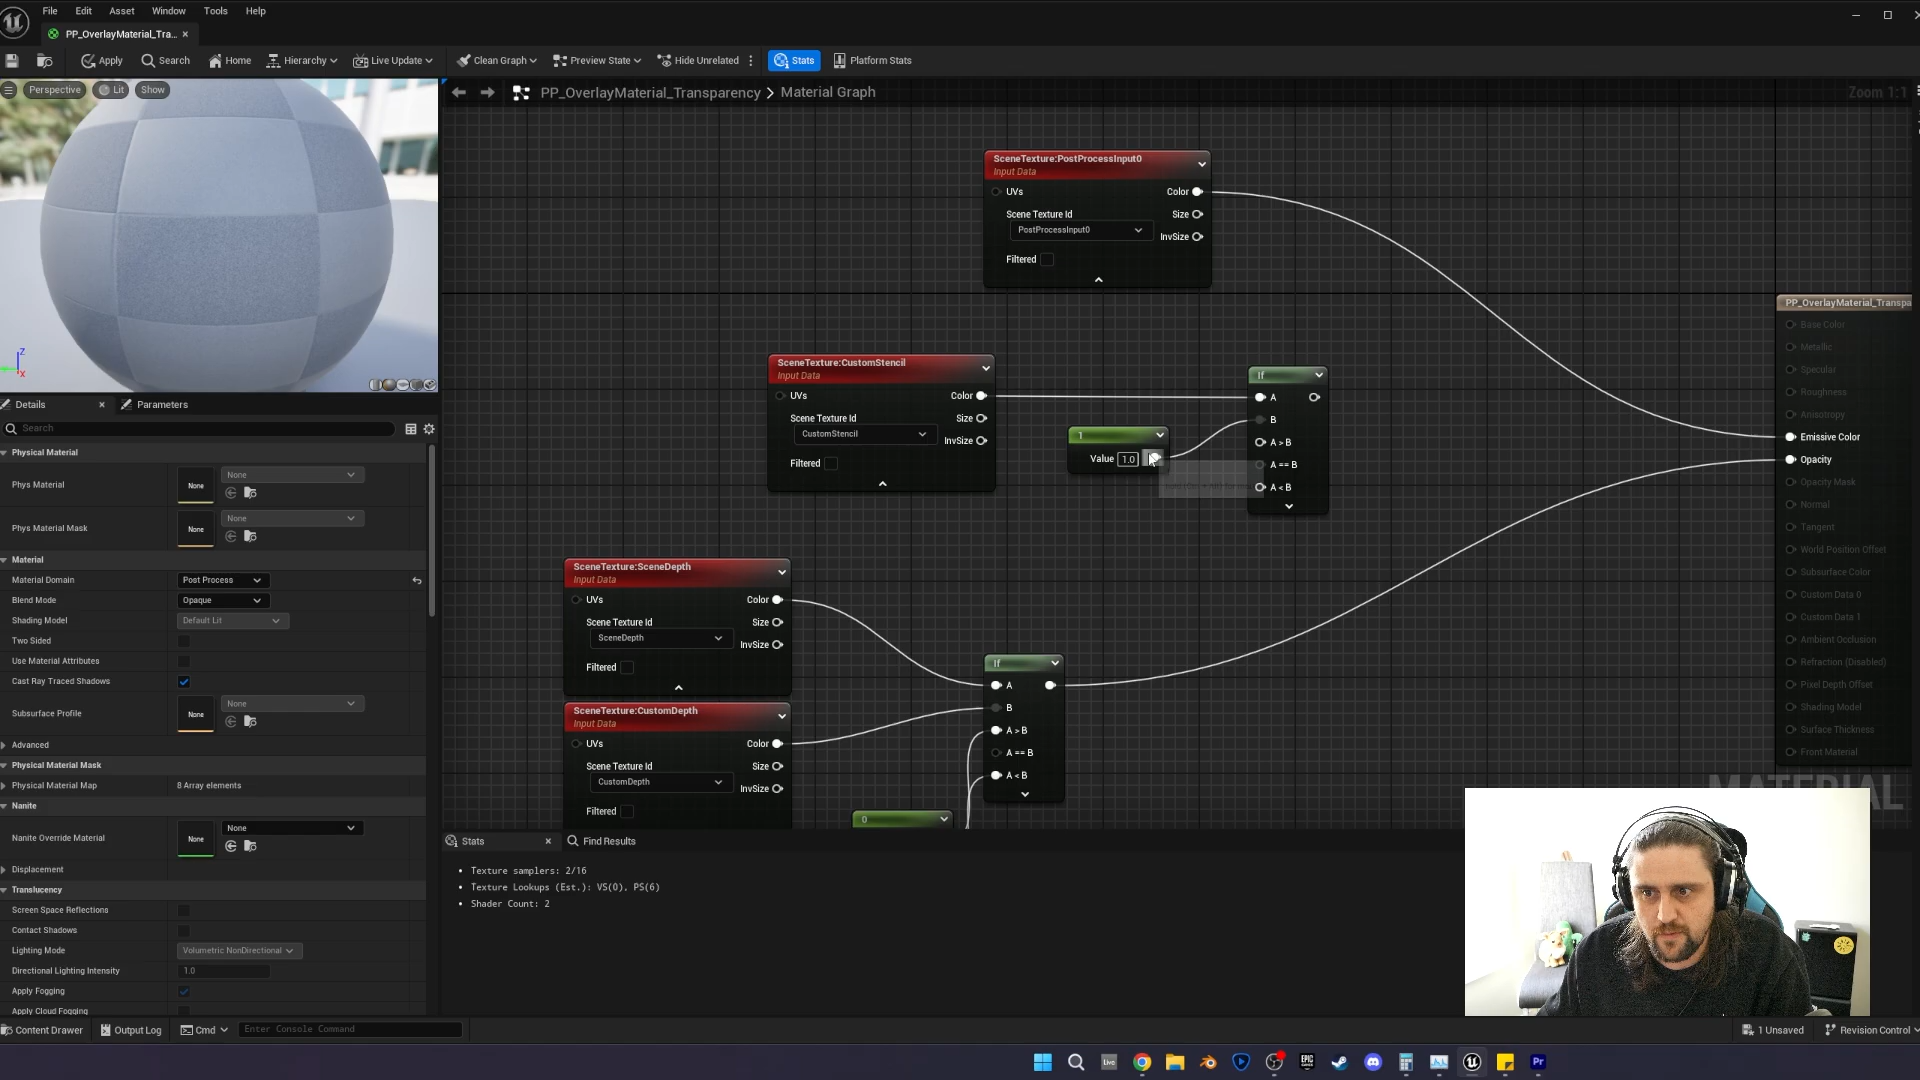 File Edit Asset Window Tools Help
PP_OverlayMaterial_Tra...
Apply Search Home Hierarchy Live Update Clean Graph Preview State Hide Unrelated Stats Platform Stats
Perspective Lit Show
PP_OverlayMaterial_Transparency > Material Graph
Zoom 1:1
SceneTexture:PostProcessInput0
Input Data
UVs Color
Scene Texture Id Size
PostProcessInput0
InvSize
Filtered
PP_OverlayMaterial_Transpa
Base Color
Metallic
Specular
Roughness
Anisotropy
Emissive Color
Opacity
Opacity Mask
Normal
Tangent
World Position Offset
Subsurface Color
Custom Data 0
Custom Data 1
Ambient Occlusion
Refraction (Disabled)
Pixel Depth Offset
Shading Model
Surface Thickness
Front Material
SceneTexture:CustomStencil
Input Data
UVs Color
Scene Texture Id Size
CustomStencil
InvSize
Filtered
1
Value 1.0
If
A
B
A > B
A == B
A < B
SceneTexture:SceneDepth
Input Data
UVs Color
Scene Texture Id Size
SceneDepth
InvSize
Filtered
SceneTexture:CustomDepth
Input Data
UVs Color
Scene Texture Id Size
CustomDepth
InvSize
Filtered
If
A
B
A > B
A == B
A < B
0
MATERIAL
Details Parameters
Search
Physical Material
Phys Material None None
Phys Material Mask None None
Material
Material Domain Post Process
Blend Mode Opaque
Shading Model Default Lit
Two Sided
Use Material Attributes
Cast Ray Traced Shadows
Subsurface Profile None None
Advanced
Physical Material Mask
Physical Material Map 8 Array elements
Nanite
Nanite Override Material None None
Displacement
Translucency
Screen Space Reflections
Contact Shadows
Lighting Mode Volumetric NonDirectional
Directional Lighting Intensity 1.0
Apply Fogging
Apply Cloud Fogging
Stats Find Results
Texture samplers: 2/16
Texture Lookups (Est.): VS(0), PS(6)
Shader Count: 2
Content Drawer Output Log Cmd Enter Console Command
1 Unsaved Revision Control
Live
EPIC
Pr